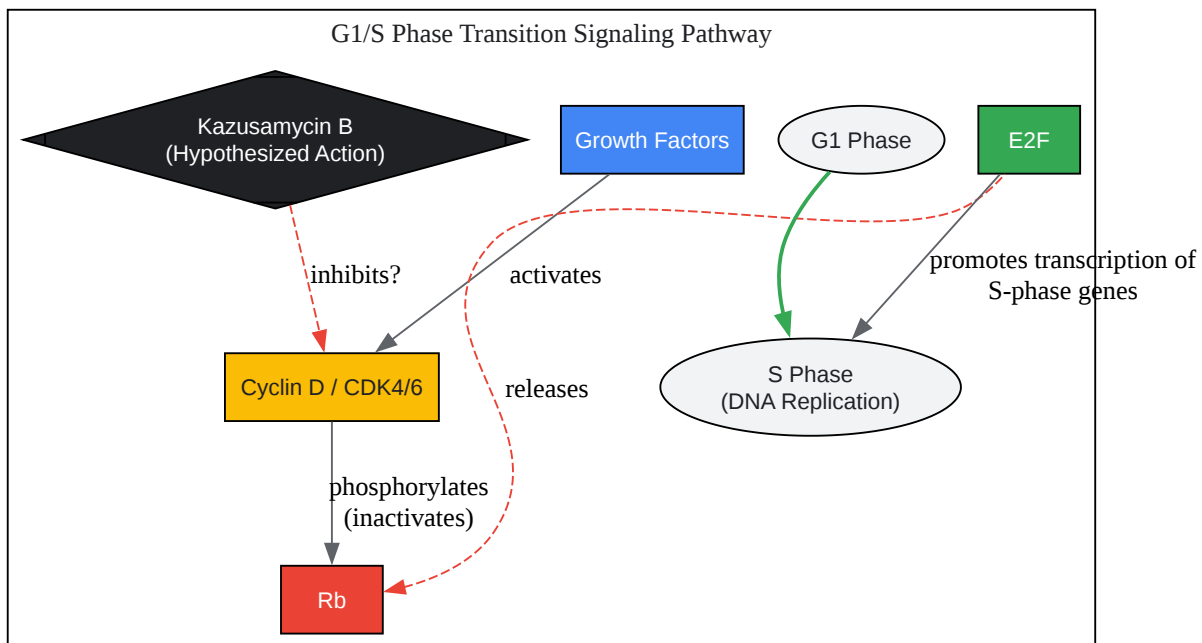 G1/S Phase Transition Signaling Pathway
Kazusamycin B
(Hypothesized Action)
Growth Factors
G1 Phase
E2F
inhibits?
activates
promotes transcription of
S-phase genes
Cyclin D / CDK4/6
releases
S Phase
(DNA Replication)
phosphorylates
(inactivates)
Rb